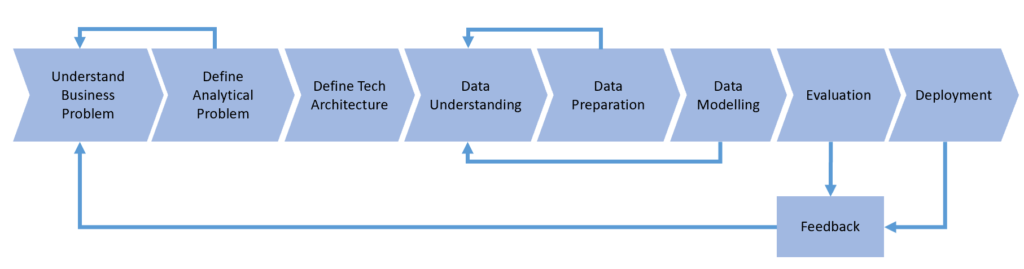 Understand
Business
Problem
Define
Analytical
Problem
Define Tech
Architecture
Data
Understanding
Data
Preparation
Data
Modelling
Evaluation
Deployment
Feedback